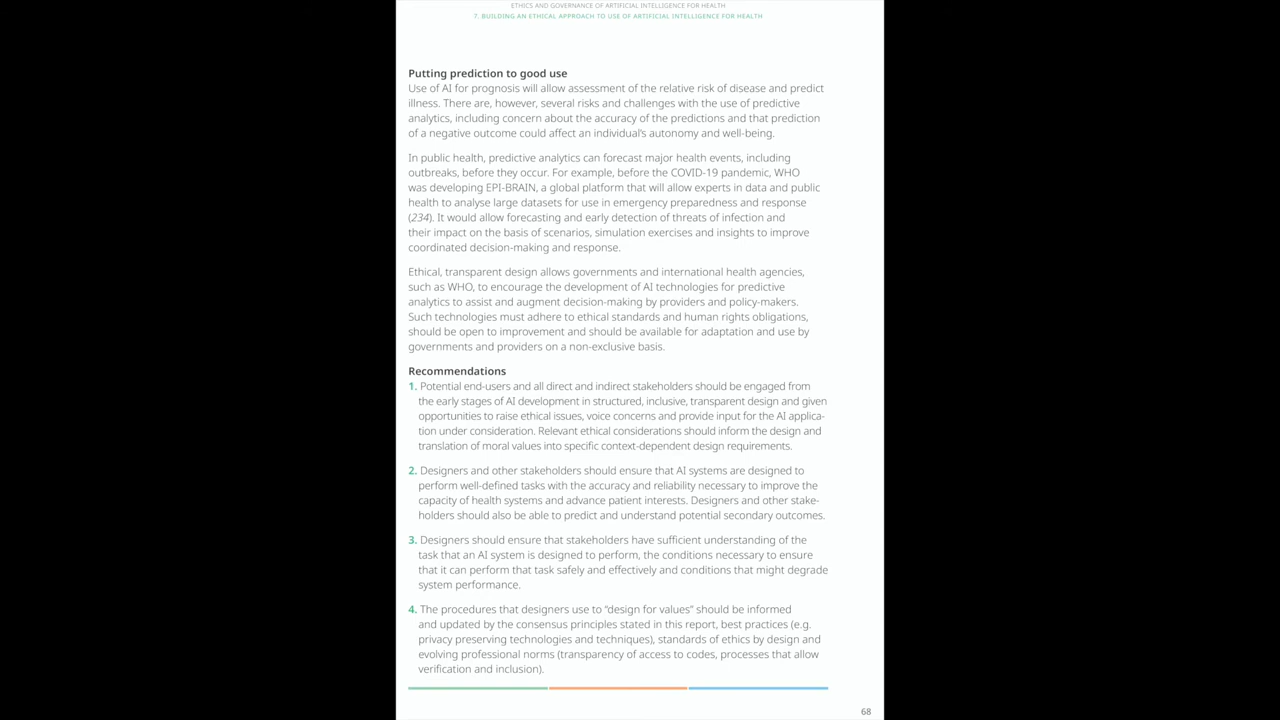 ETHICS AND GOVERNANCE OF ARTIFICIAL INTELLIGENCE FOR HEALTH
7. BUILDING AN ETHICAL APPROACH TO USE OF ARTIFICIAL INTELLIGENCE FOR HEALTH
Putting prediction to good use
Use of AI for prognosis will allow assessment of the relative risk of disease and predict
illness. There are, however, several risks and challenges with the use of predictive
analytics, including concern about the accuracy of the predictions and that prediction
of a negative outcome could affect an individual’s autonomy and well-being.
In public health, predictive analytics can forecast major health events, including
outbreaks, before they occur. For example, before the COVID-19 pandemic, WHO
was developing EPI-BRAIN, a global platform that will allow experts in data and public
health to analyse large datasets for use in emergency preparedness and response
(234). It would allow forecasting and early detection of threats of infection and
their impact on the basis of scenarios, simulation exercises and insights to improve
coordinated decision-making and response.
Ethical, transparent design allows governments and international health agencies,
such as WHO, to encourage the development of AI technologies for predictive
analytics to assist and augment decision-making by providers and policy-makers.
Such technologies must adhere to ethical standards and human rights obligations,
should be open to improvement and should be available for adaptation and use by
governments and providers on a non-exclusive basis.
Recommendations
1. Potential end-users and all direct and indirect stakeholders should be engaged from
the early stages of AI development in structured, inclusive, transparent design and given
opportunities to raise ethical issues, voice concerns and provide input for the AI applica-
tion under consideration. Relevant ethical considerations should inform the design and
translation of moral values into specific context-dependent design requirements.
2. Designers and other stakeholders should ensure that AI systems are designed to
perform well-defined tasks with the accuracy and reliability necessary to improve the
capacity of health systems and advance patient interests. Designers and other stake-
holders should also be able to predict and understand potential secondary outcomes.
3. Designers should ensure that stakeholders have sufficient understanding of the
task that an AI system is designed to perform, the conditions necessary to ensure
that it can perform that task safely and effectively and conditions that might degrade
system performance.
4. The procedures that designers use to “design for values” should be informed
and updated by the consensus principles stated in this report, best practices (e.g.
privacy preserving technologies and techniques), standards of ethics by design and
evolving professional norms (transparency of access to codes, processes that allow
verification and inclusion).
68